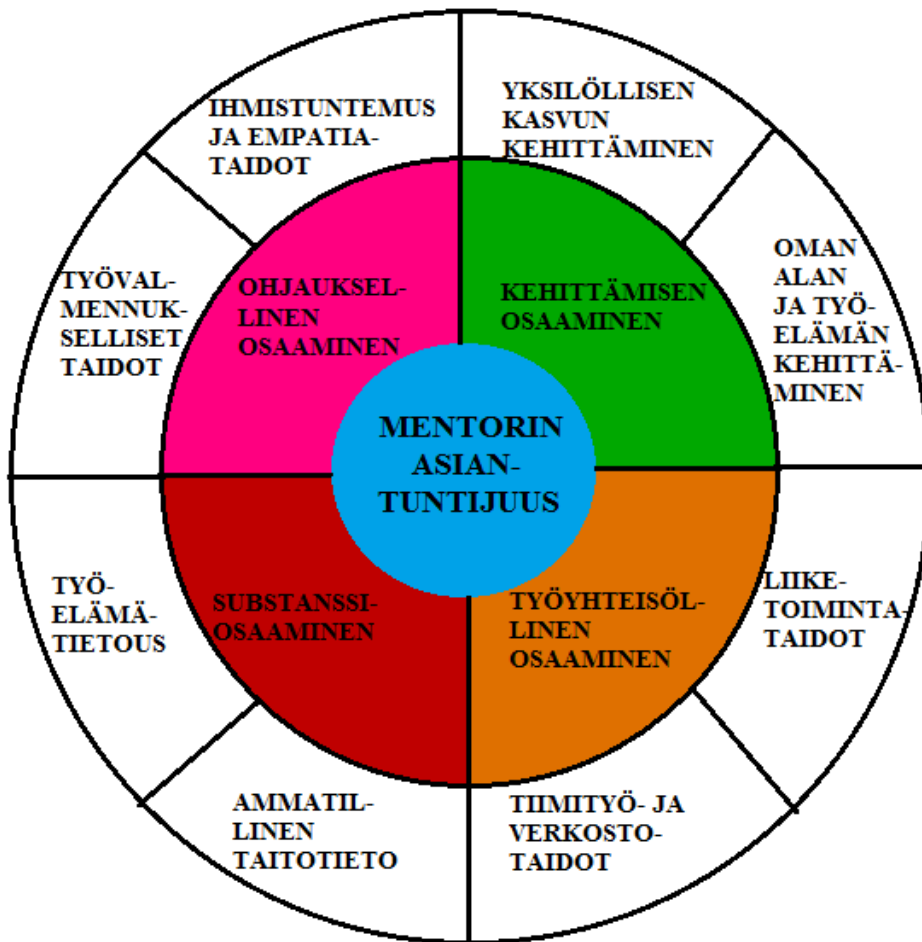 IHMISTUNTEMUS
JA EMPATIA-
TAIDOT
YKSILÖLLISEN
KASVUN
KEHITTÄMINEN
TYÖVAL-
MENNUK-
SELLISET
TAIDOT
OHJAUKSEL-
LINEN
OSAAMINEN
KEHITTÄMISEN
OSAAMINEN
OMAN
ALAN
JA TYÖ-
ELÄMÄN
KEHITTÄ-
MINEN
MENTORIN
ASIAN-
TUNTIJUUS
TYÖ-
ELÄMÄ-
TIETOUS
SUBSTANSSI-
OSAAMINEN
TYÖYHTEISÖL-
LINEN
OSAAMINEN
LIIKE-
TOIMINTA-
TAIDOT
AMMATIL-
LINEN
TAITOTIETO
TIIMITYÖ- JA
VERKOSTO-
TAIDOT